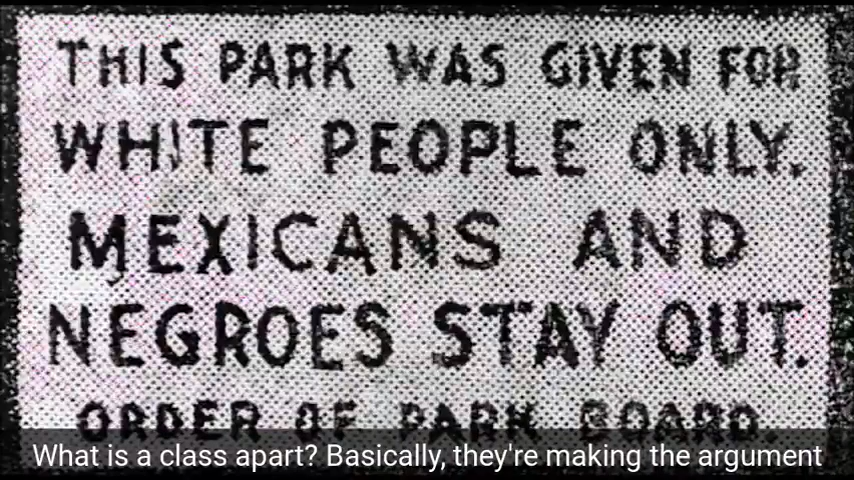 THIS PARK WAS GIVEN FOR
WHITE PEOPLE ONLY.
MEXICANS AND
NEGROES STAY OUT.
ORDER OF PARK BOARD.
What is a class apart? Basically, they're making the argument